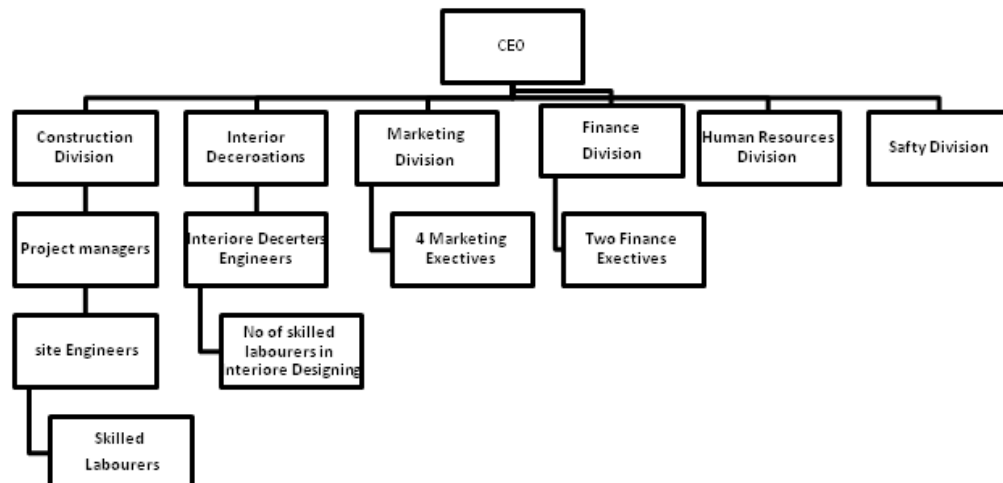 CEO
Construction
Division
Interior
Deceroations
Marketing
Division
Finance
Division
Human Resources
Division
Safty Division
Project managers
Interiore Decerters
Engineers
4 Marketing
Exectives
Two Finance
Exectives
site Engineers
No of skilled
labourers in
nteriore Designing
Skilled
Labourers